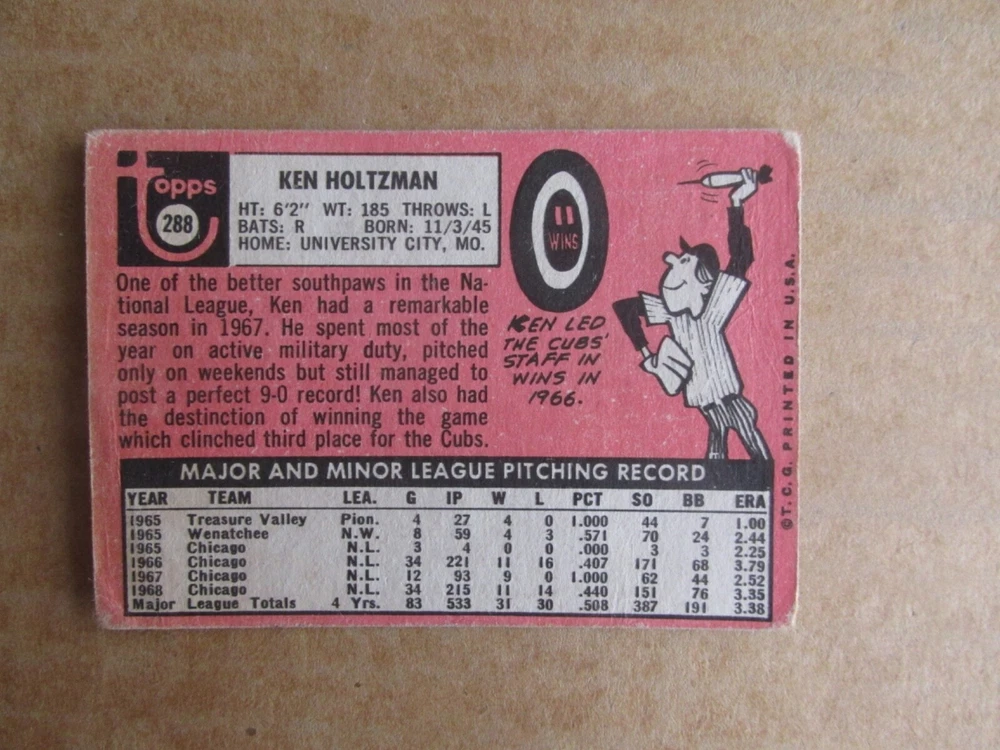 topps
288
KEN HOLTZMAN
HT: 6'2" WT: 185 THROWS: L
BATS: R BORN: 11/3/45
HOME: UNIVERSITY CITY, MO.
One of the better southpaws in the Na-
tional League, Ken had a remarkable
season in 1967. He spent most of the
year on active military duty, pitched
only on weekends but still managed to
post a perfect 9-0 record! Ken also had
the destinction of winning the game
which clinched third place for the Cubs.
11
WINS
KEN LED
THE CUBS'
STAFF IN
WINS IN
1966.
©T.C.G. PRINTED IN U.S.A.
MAJOR AND MINOR LEAGUE PITCHING RECORD
YEAR TEAM LEA. G IP W L PCT SO BB ERA
1965 Treasure Valley Pion. 4 27 4 0 1.000 44 7 1.00
1965 Wenatchee N.W. 8 59 4 3 .571 70 24 2.44
1965 Chicago N.L. 3 4 0 0 .000 3 3 2.25
1966 Chicago N.L. 34 221 11 16 .407 171 68 3.79
1967 Chicago N.L. 12 93 9 0 1.000 62 44 2.52
1968 Chicago N.L. 34 215 11 14 .440 151 76 3.35
Major League Totals 4 Yrs. 83 533 31 30 .508 387 191 3.38